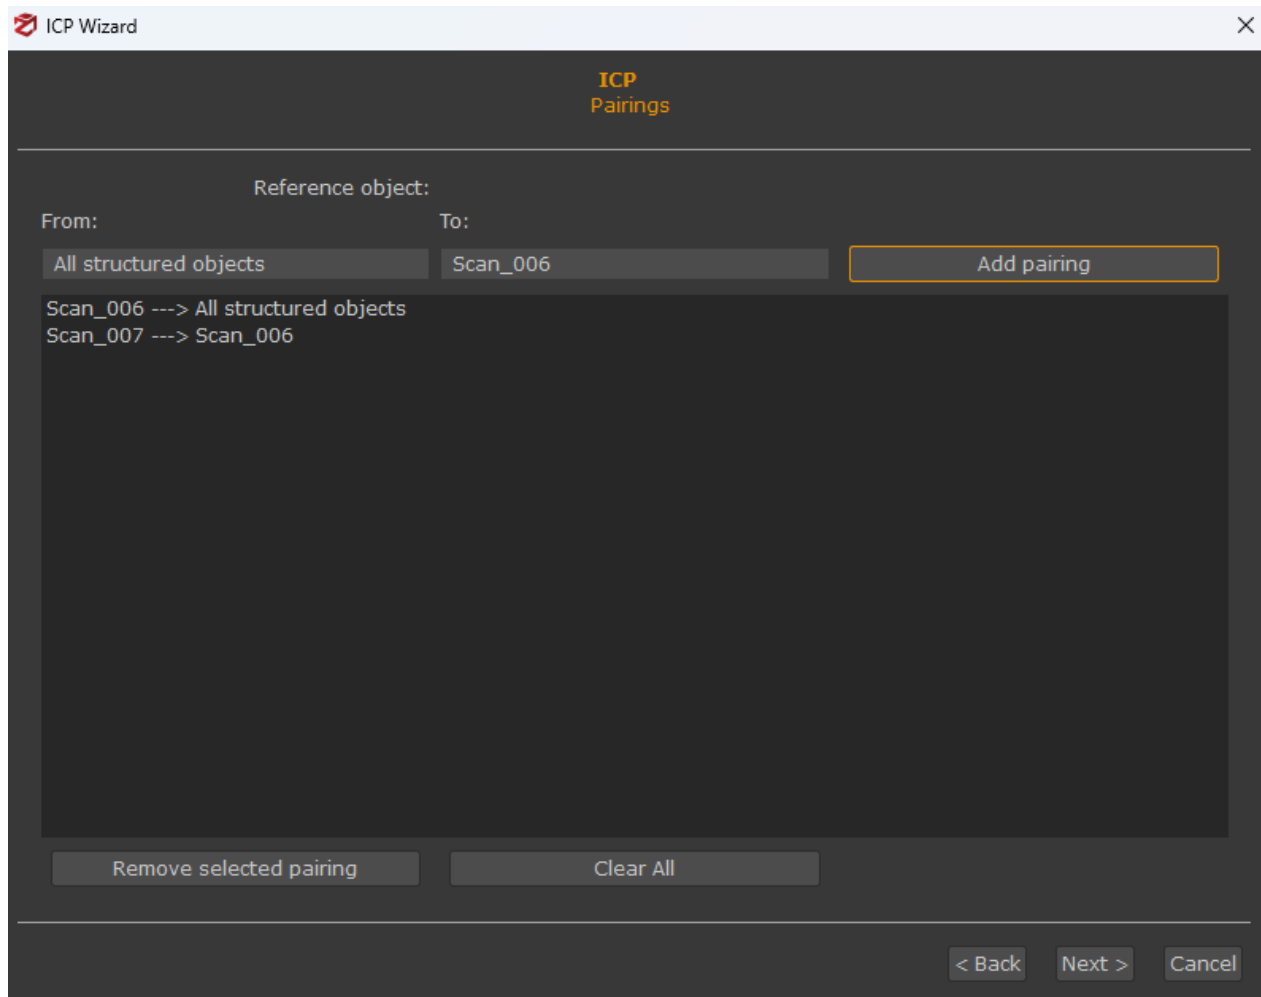 ICP Wizard
ICP
Pairings
Reference object:
From: To:
All structured objects Scan_006 Add pairing
Scan_006 ---> All structured objects
Scan_007 ---> Scan_006
Remove selected pairing Clear All
< Back Next > Cancel